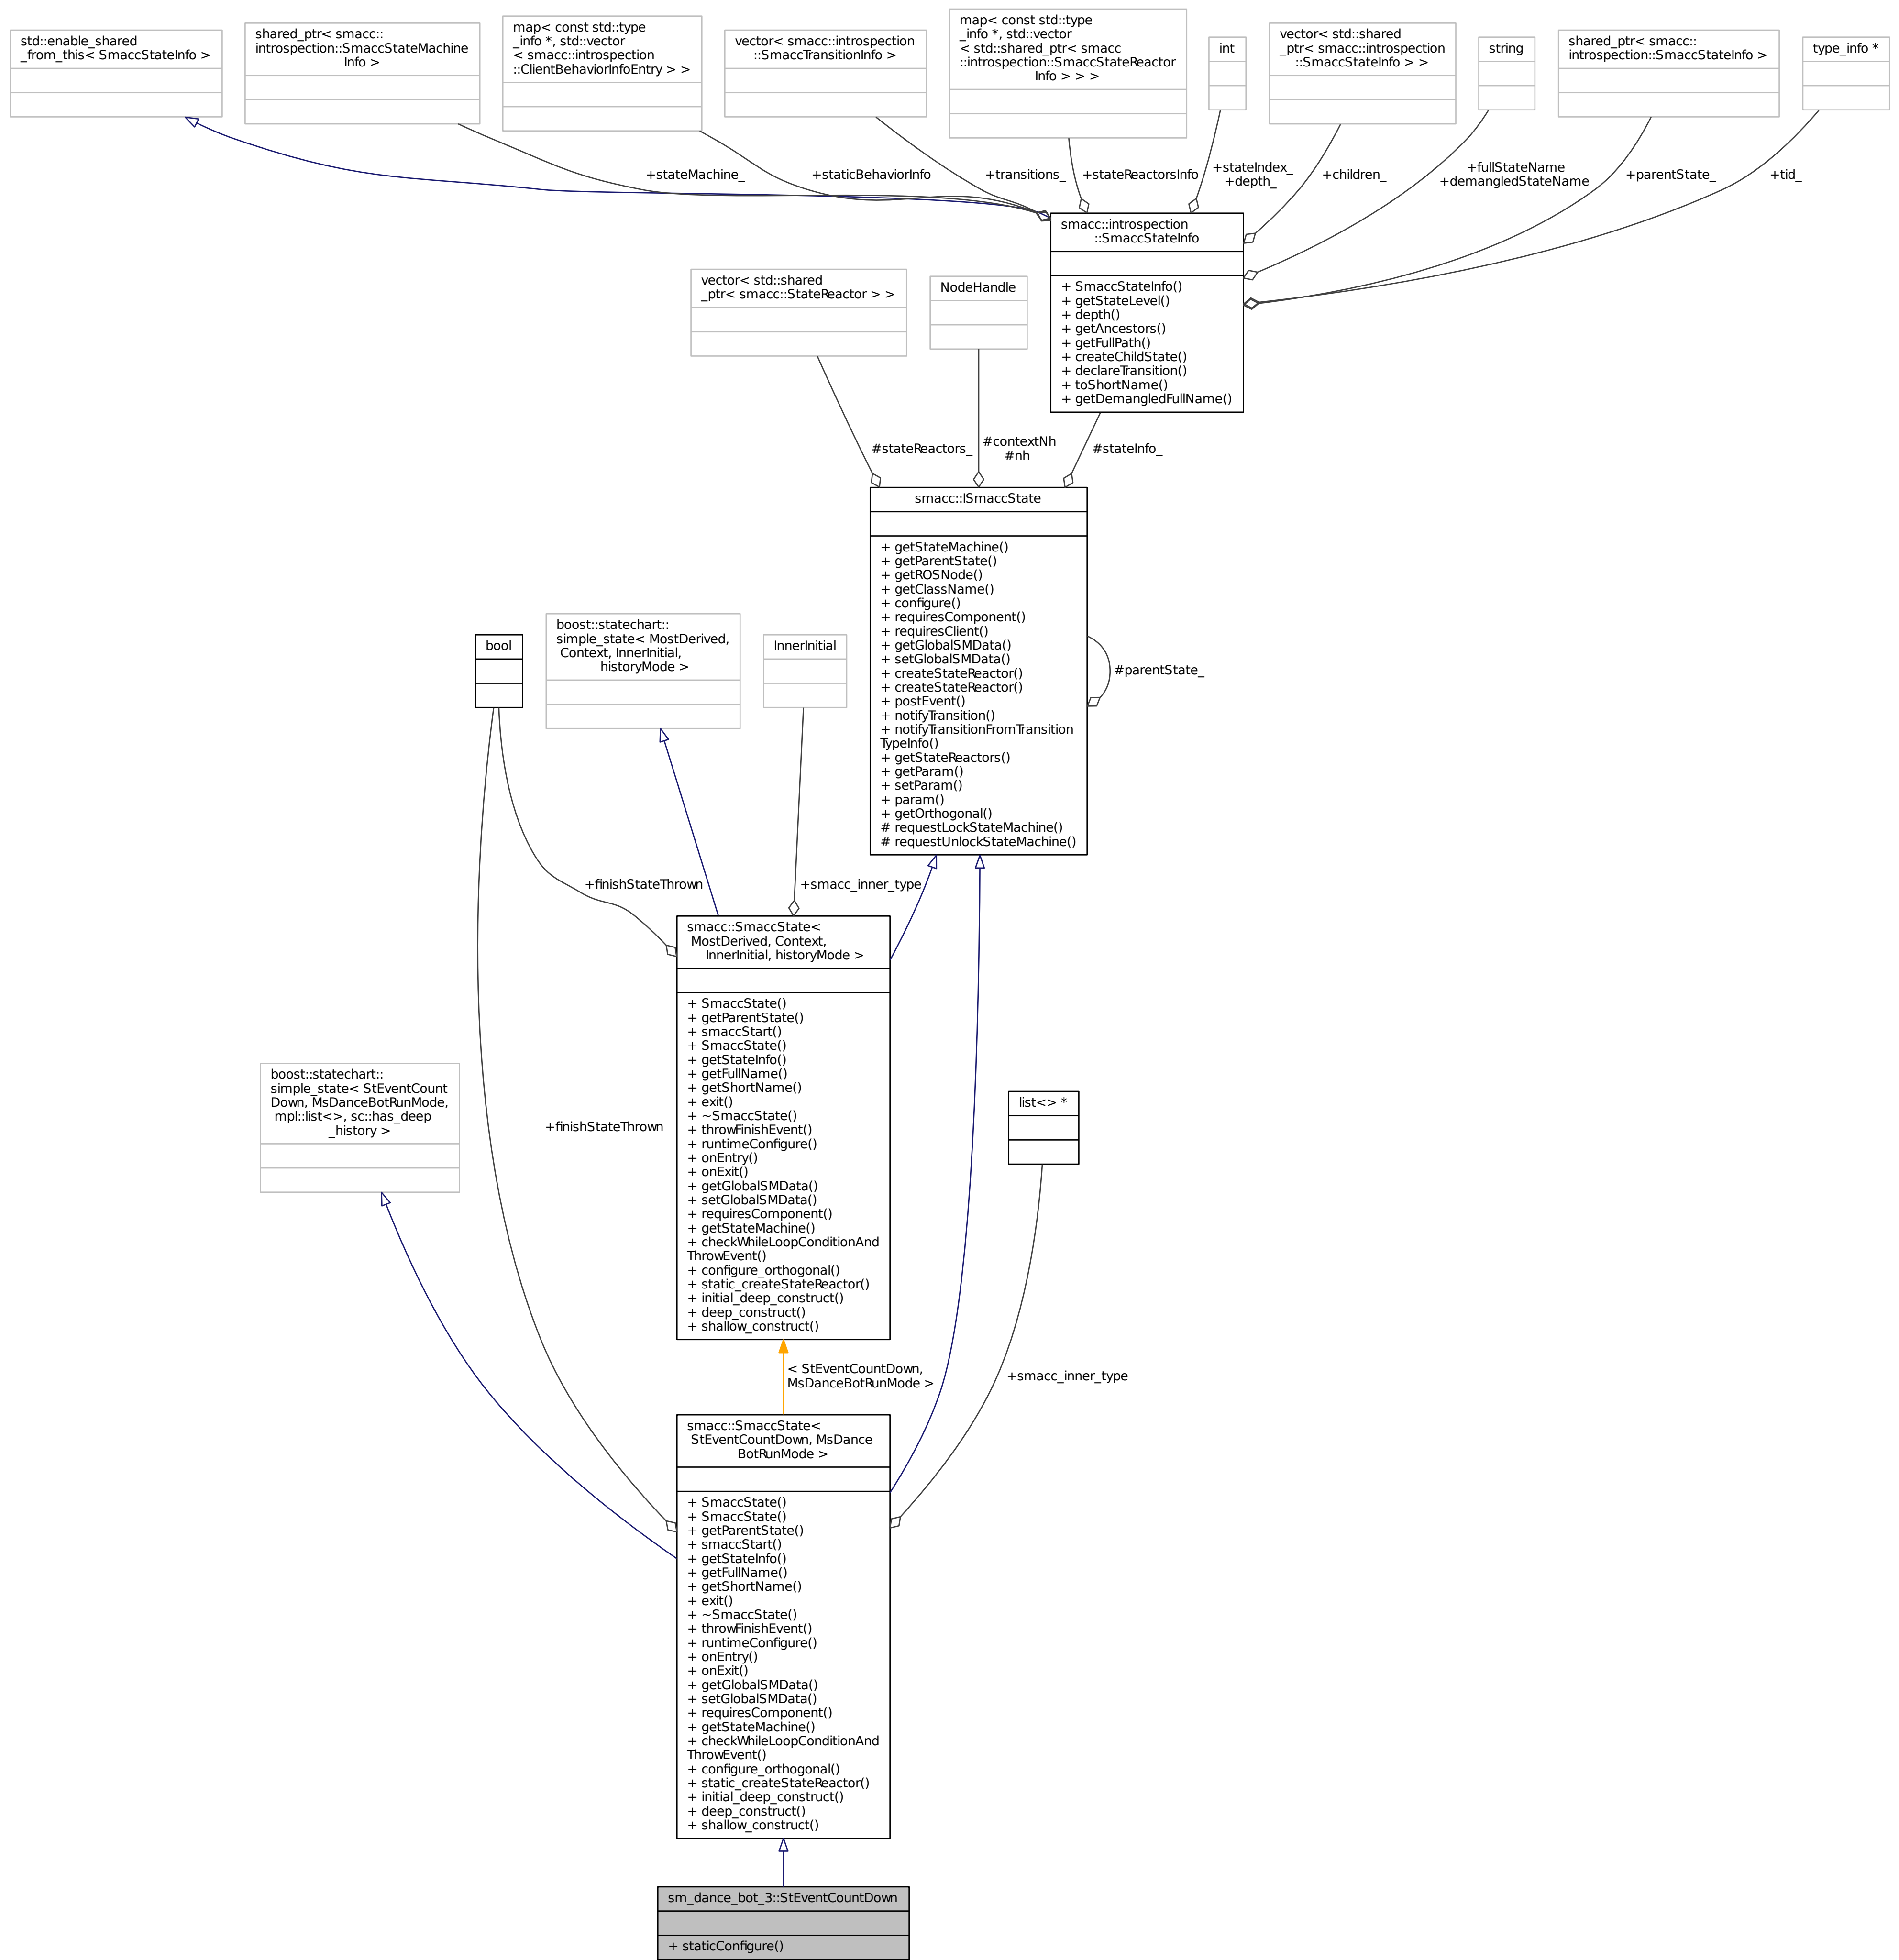 std::enable_shared
_from_this< SmaccStateInfo >
shared_ptr< smacc::
introspection::SmaccStateMachine
Info >
map< const std::type
_info *, std::vector
< smacc::introspection
::ClientBehaviorInfoEntry > >
vector< smacc::introspection
::SmaccTransitionInfo >
map< const std::type
_info *, std::vector
< std::shared_ptr< smacc
::introspection::SmaccStateReactor
Info > > >
int
vector< std::shared
_ptr< smacc::introspection
::SmaccStateInfo > >
string
shared_ptr< smacc::
introspection::SmaccStateInfo >
type_info *
+stateMachine_
+staticBehaviorInfo
+transitions_
+stateReactorsInfo
+stateIndex_
+depth_
+children_
+fullStateName
+demangledStateName
+parentState_
+tid_
smacc::introspection
::SmaccStateInfo
+ SmaccStateInfo()
+ getStateLevel()
+ depth()
+ getAncestors()
+ getFullPath()
+ createChildState()
+ declareTransition()
+ toShortName()
+ getDemangledFullName()
vector< std::shared
_ptr< smacc::StateReactor > >
NodeHandle
#stateReactors_
#contextNh
#nh
#stateInfo_
smacc::ISmaccState
+ getStateMachine()
+ getParentState()
+ getROSNode()
+ getClassName()
+ configure()
+ requiresComponent()
+ requiresClient()
+ getGlobalSMData()
+ setGlobalSMData()
+ createStateReactor()
+ createStateReactor()
+ postEvent()
+ notifyTransition()
+ notifyTransitionFromTransition
TypeInfo()
+ getStateReactors()
+ getParam()
+ setParam()
+ param()
+ getOrthogonal()
# requestLockStateMachine()
# requestUnlockStateMachine()
#parentState_
bool
boost::statechart::
simple_state< MostDerived,
Context, InnerInitial,
historyMode >
InnerInitial
+finishStateThrown
+smacc_inner_type
smacc::SmaccState<
MostDerived, Context,
InnerInitial, historyMode >
+ SmaccState()
+ getParentState()
+ smaccStart()
+ SmaccState()
+ getStateInfo()
+ getFullName()
+ getShortName()
+ exit()
+ ~SmaccState()
+ throwFinishEvent()
+ runtimeConfigure()
+ onEntry()
+ onExit()
+ getGlobalSMData()
+ setGlobalSMData()
+ requiresComponent()
+ getStateMachine()
+ checkWhileLoopConditionAnd
ThrowEvent()
+ configure_orthogonal()
+ static_createStateReactor()
+ initial_deep_construct()
+ deep_construct()
+ shallow_construct()
boost::statechart::
simple_state< StEventCount
Down, MsDanceBotRunMode,
mpl::list<>, sc::has_deep
_history >
+finishStateThrown
list<> *
< StEventCountDown,
MsDanceBotRunMode >
+smacc_inner_type
smacc::SmaccState<
StEventCountDown, MsDance
BotRunMode >
+ SmaccState()
+ SmaccState()
+ getParentState()
+ smaccStart()
+ getStateInfo()
+ getFullName()
+ getShortName()
+ exit()
+ ~SmaccState()
+ throwFinishEvent()
+ runtimeConfigure()
+ onEntry()
+ onExit()
+ getGlobalSMData()
+ setGlobalSMData()
+ requiresComponent()
+ getStateMachine()
+ checkWhileLoopConditionAnd
ThrowEvent()
+ configure_orthogonal()
+ static_createStateReactor()
+ initial_deep_construct()
+ deep_construct()
+ shallow_construct()
sm_dance_bot_3::StEventCountDown
+ staticConfigure()